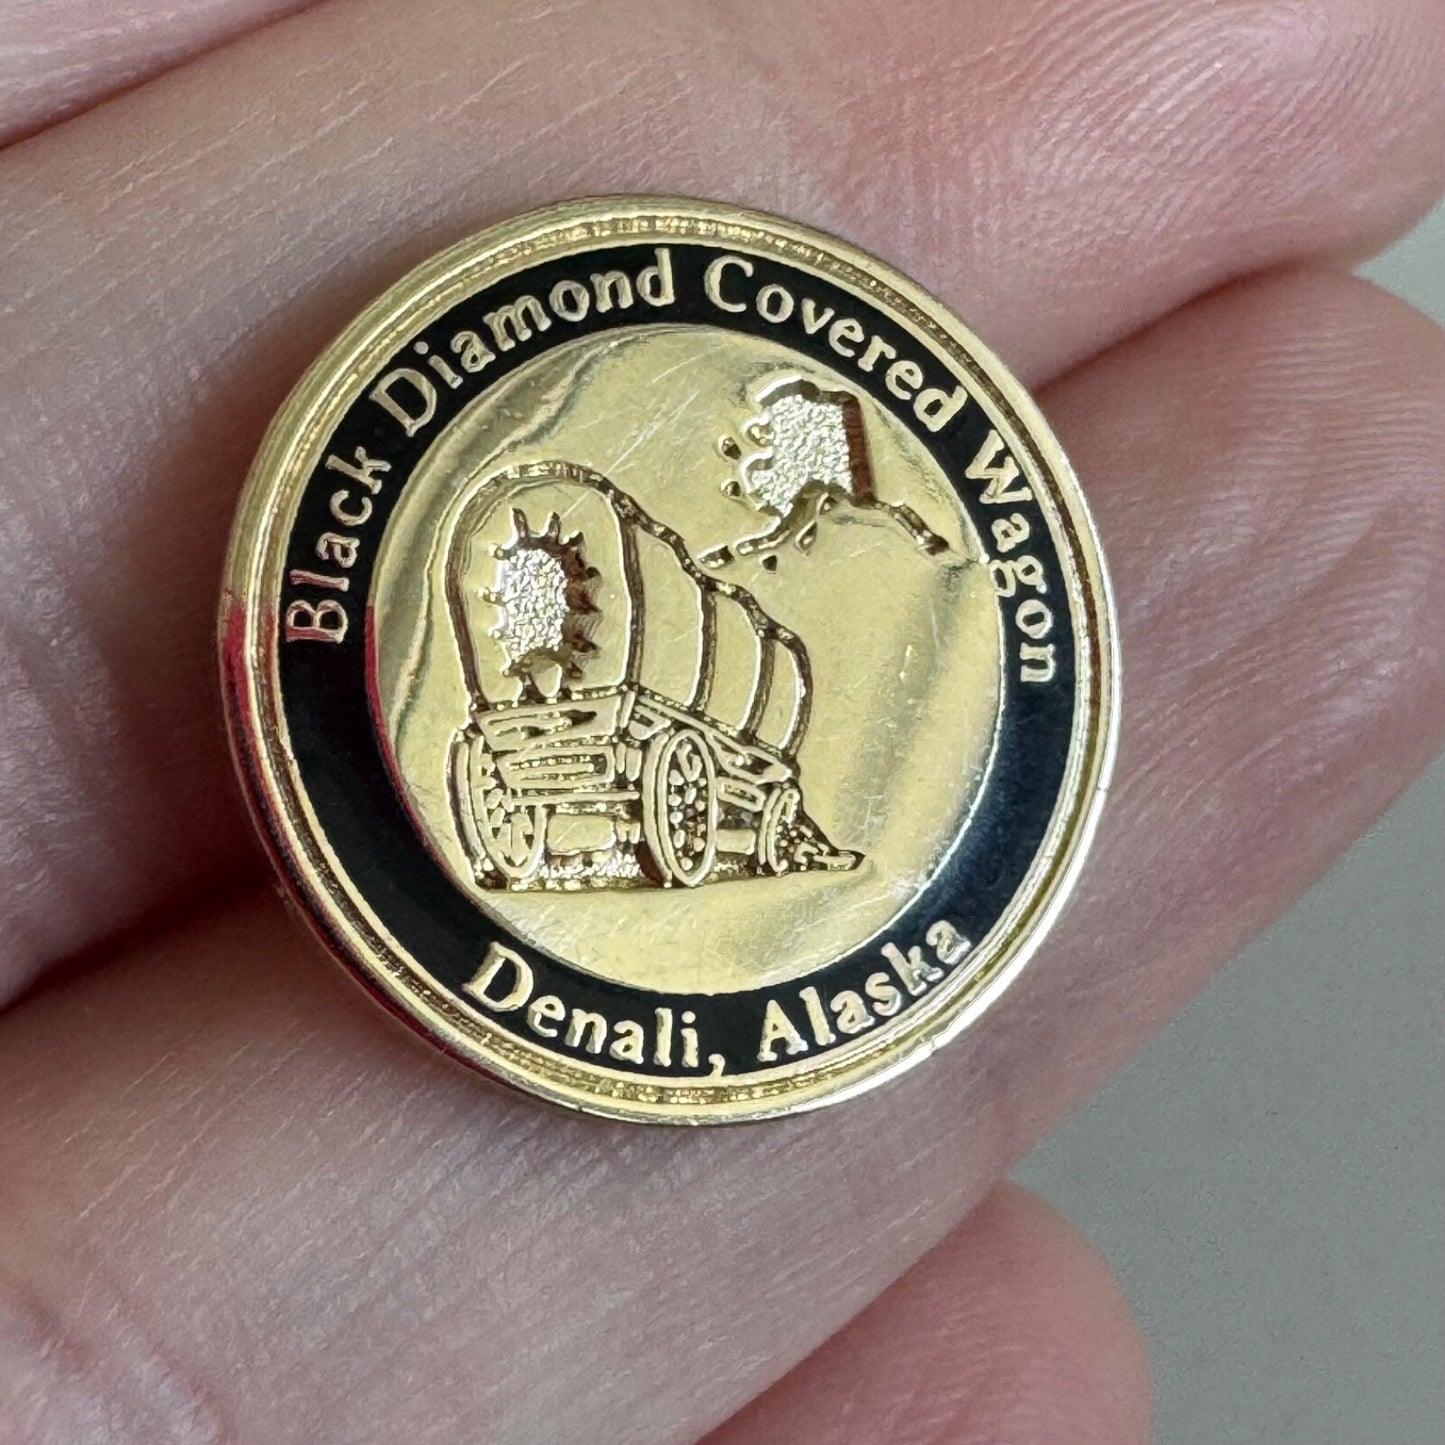 Black Diamond Covered Wagon
Denali, Alaska